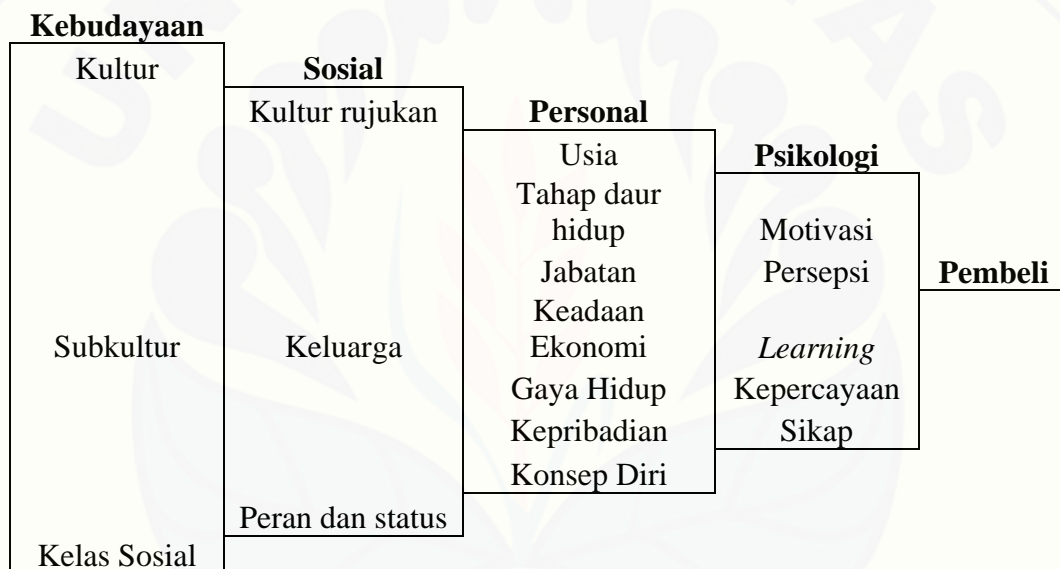 Kebudayaan
Kultur
Subkultur
Kelas Sosial
Sosial
Kultur rujukan
Keluarga
Peran dan status
Personal
Usia
Tahap daur
hidup
Jabatan
Keadaan
Ekonomi
Gaya Hidup
Kepribadian
Konsep Diri
Psikologi
Motivasi
Persepsi
Learning
Kepercayaan
Sikap
Pembeli